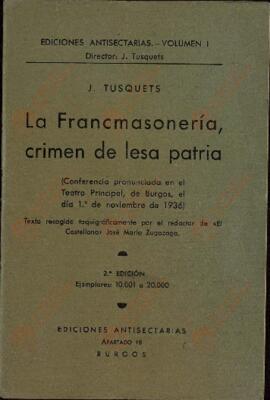 EDICIONES ANTISECTARIAS.—VOLUMEN I
Director: J. Tusquets
J. TUSQUETS
La Francmasonería,
crimen de lesa patria
(Conferencia pronunciada en el
Teatro Principal, de Burgos, el
día 1.º de noviembre de 1936)
Texto recogido taquigráficamente por el redactor de «El
Castellano» José María Zugazaga.
2.ª EDICIÓN
Ejemplares: 10.001 a 20.000
EDICIONES ANTISECTARIAS
APARTADO 98
BURGOS